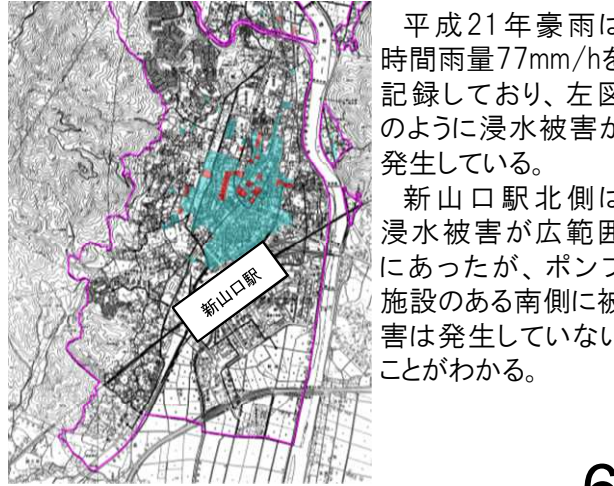 平成21年豪雨は
時間雨量77mm/hを
記録しており、左図
のように浸水被害が
発生している。
新山口駅北側は
浸水被害が広範囲
にあったが、ポンプ
施設のある南側に被
害は発生していない
ことがわかる。
新山口駅
6